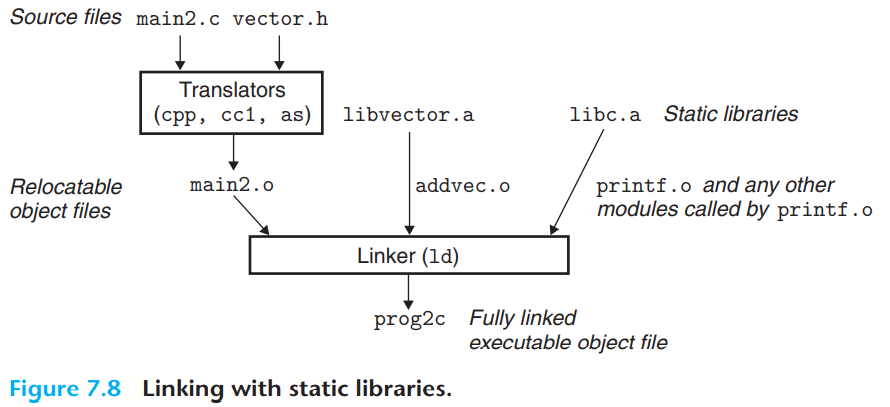 Source files main2.c vector.h
Translators
(cpp, cc1, as)
libvector.a
libc.a Static libraries
Relocatable
object files
main2.o
addvec.o
printf.o and any other
modules called by printf.o
Linker (ld)
prog2c
Fully linked
executable object file
Figure 7.8 Linking with static libraries.